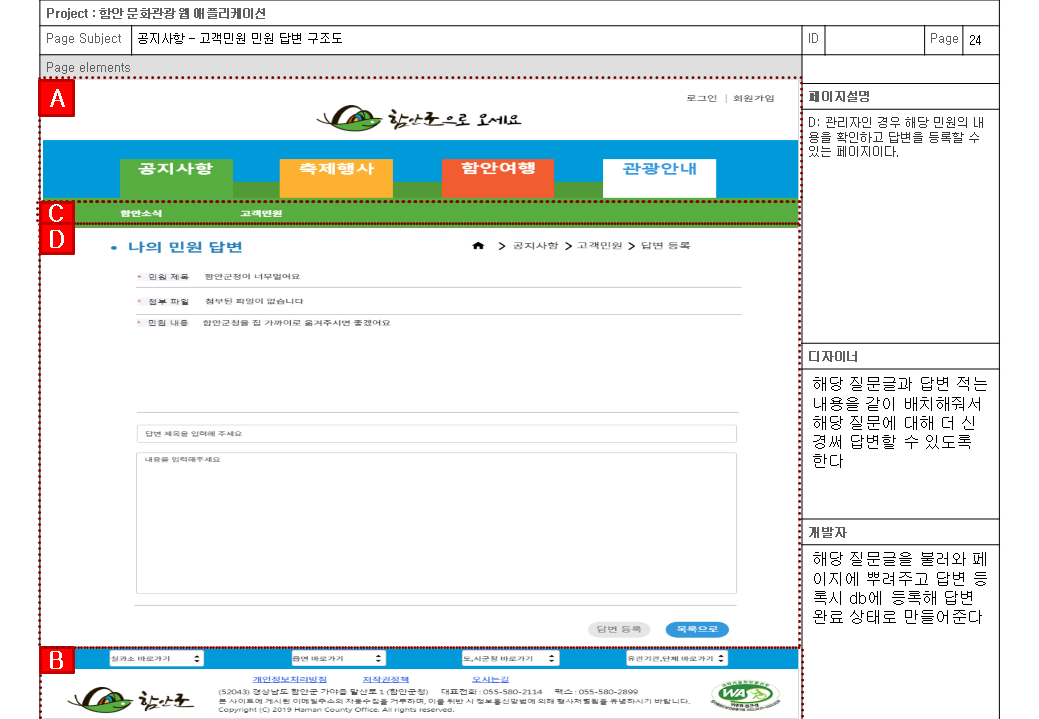 Project : 함안 문화관광 웹 애플리케이션
Page Subject 공지사항 – 고객민원 민원 답변 구조도 ID Page 24
Page elements
A
로그인 | 회원가입
함안군으로 오세요
공지사항 축제행사 함안여행 관광안내
C 함안소식 고객민원
D
• 나의 민원 답변 > 공지사항 > 고객민원 > 답변 등록
* 민원 제목 함안군청이 너무멀어요
* 첨부 파일 첨부된 파일이 없습니다
* 민원 내용 함안군청을 집 가까이로 옮겨주시면 좋겠어요
답변 제목을 입력해 주세요
내용을 입력해주세요
답변 등록 목록으로
B 실과소 바로가기 읍면 바로가기 도,시군청 바로가기 유관기관,단체 바로가기
개인정보처리방침 저작권정책 오시는길
함안군
(52043) 경상남도 함안군 가야읍 말산로 1 (함안군청) 대표전화 : 055-580-2114 팩스 : 055-580-2899
본 사이트에 게시된 이메일주소의 자동수집을 거부하며, 이를 위반 시 정보통신망법에 의해 형사처벌됨을 유념하시기 바랍니다.
Copyright (C) 2019 Haman County Office. All rights reserved.
WA
페이지설명
D: 관리자인 경우 해당 민원의 내
용을 확인하고 답변을 등록할 수
있는 페이지이다.
디자이너
해당 질문글과 답변 적는
내용을 같이 배치해줘서
해당 질문에 대해 더 신
경써 답변할 수 있도록
한다
개발자
해당 질문글을 불러와 페
이지에 뿌려주고 답변 등
록시 db에 등록해 답변
완료 상태로 만들어준다